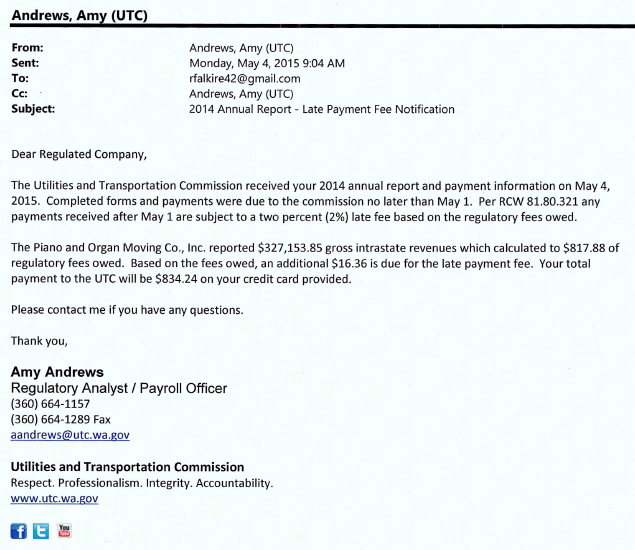 Andrews, Amy (UTC)
From: Andrews, Amy (UTC)
Sent: Monday, May 4, 2015 9:04 AM
To: rfalkire42@gmail.com
Cc: Andrews, Amy (UTC)
Subject: 2014 Annual Report - Late Payment Fee Notification
Dear Regulated Company,
The Utilities and Transportation Commission received your 2014 annual report and payment information on May 4,
2015. Completed forms and payments were due to the commission no later than May 1. Per RCW 81.80.321 any
payments received after May 1 are subject to a two percent (2%) late fee based on the regulatory fees owed.
The Piano and Organ Moving Co., Inc. reported $327,153.85 gross intrastate revenues which calculated to $817.88 of
regulatory fees owed. Based on the fees owed, an additional $16.36 is due for the late payment fee. Your total
payment to the UTC will be $834.24 on your credit card provided.
Please contact me if you have any questions.
Thank you,
Amy Andrews
Regulatory Analyst / Payroll Officer
(360) 664-1157
(360) 664-1289 Fax
aandrews@utc.wa.gov
Utilities and Transportation Commission
Respect. Professionalism. Integrity. Accountability.
www.utc.wa.gov
f t You Tube